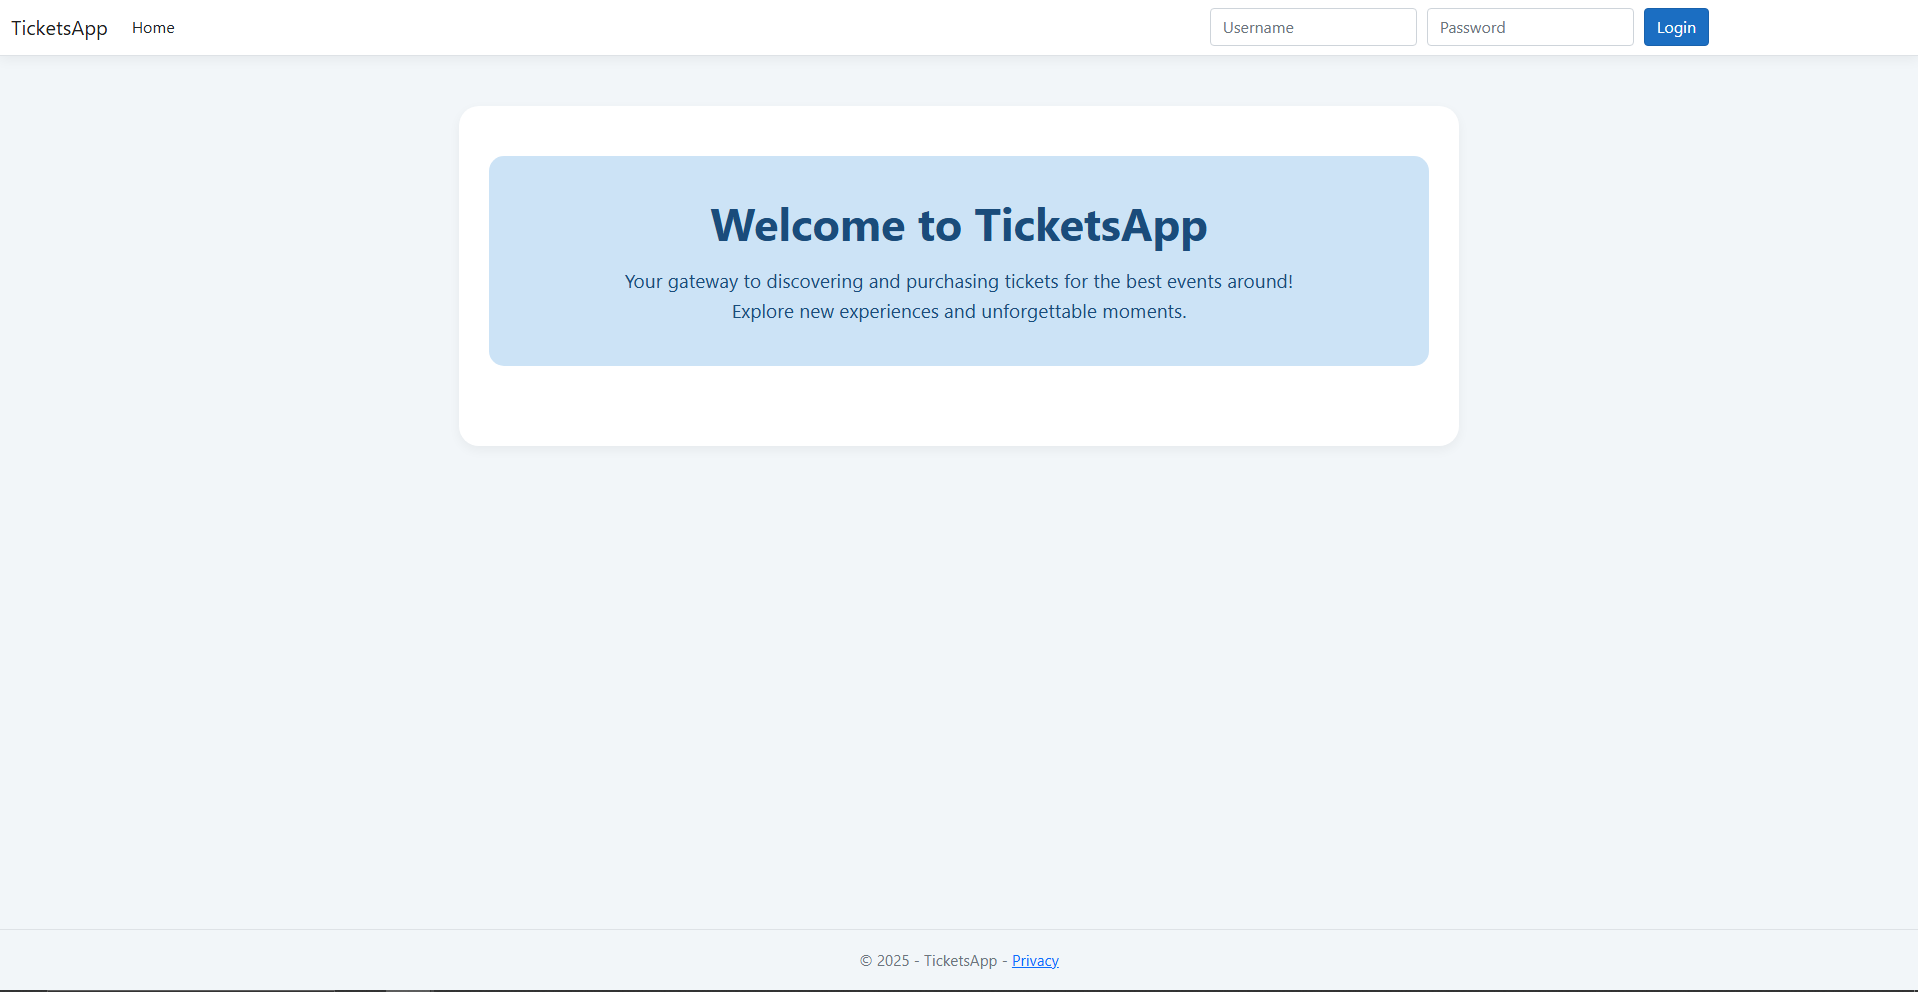 TicketsApp Home Username Password Login
Welcome to TicketsApp
Your gateway to discovering and purchasing tickets for the best events around!
Explore new experiences and unforgettable moments.
© 2025 - TicketsApp - Privacy